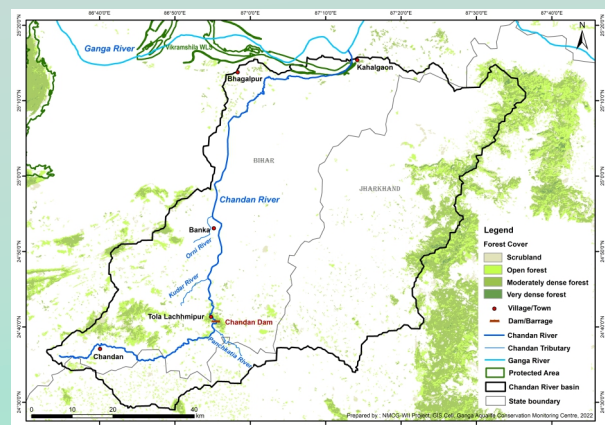 86°40'0"E
86°50'0"E
87°0'0"E
87°10'0"E
87°20'0"E
87°30'0"E
87°40'0"E
N
Ganga River
Vikramshila WLS
Kahalgaon
Bhagalpur
BIHAR
JHARKHAND
Chandan River
Banka
Orni River
Kudar River
Tola Lachhmipur
Chandan Dam
Panchkatia River
Chandan
Legend
Forest Cover
Scrubland
Open forest
Moderately dense forest
Very dense forest
Village/Town
Dam/Barrage
Chandan River
Chandan Tributary
Ganga River
Protected Area
Chandan River basin
State boundary
0 10 20 40
km
Prepared by : NMCG-WII Project, GIS Cell, Ganga Aqualife Conservation Monitoring Centre, 2022